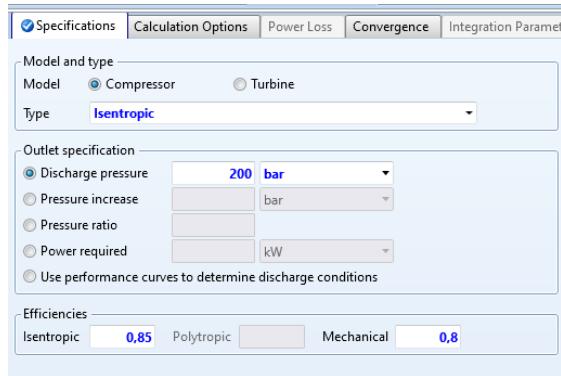 Specifications Calculation Options Power Loss Convergence Integration Paramet
Model and type
Model Compressor Turbine
Type Isentropic
Outlet specification
Discharge pressure 200 bar
Pressure increase bar
Pressure ratio
Power required kW
Use performance curves to determine discharge conditions
Efficiencies
Isentropic 0,85 Polytropic Mechanical 0,8